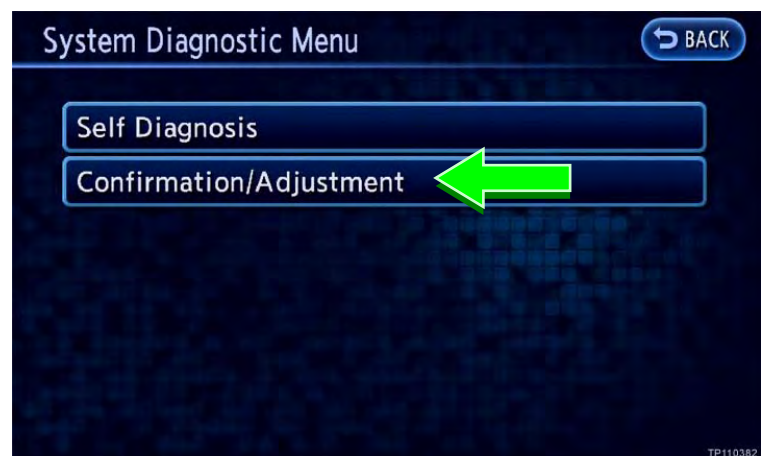 System Diagnostic Menu
BACK
Self Diagnosis
Confirmation/Adjustment
TP110382